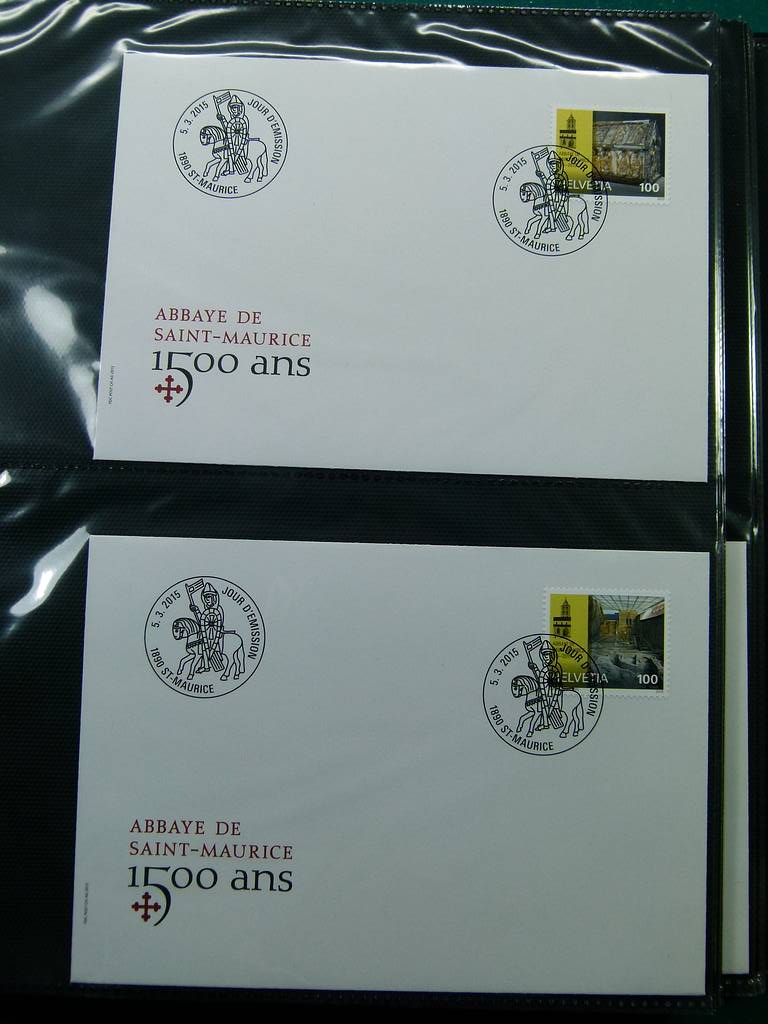 5. 3. 2015 JOUR D'EMISSION
1890 ST-MAURICE
5. 3. 2015 JOUR D'EMISSION
1890 ST-MAURICE
HELVETIA 100
ABBAYE DE
SAINT-MAURICE
1500 ans
5. 3. 2015 JOUR D'EMISSION
1890 ST-MAURICE
5. 3. 2015 JOUR D'EMISSION
1890 ST-MAURICE
HELVETIA 100
ABBAYE DE
SAINT-MAURICE
1500 ans